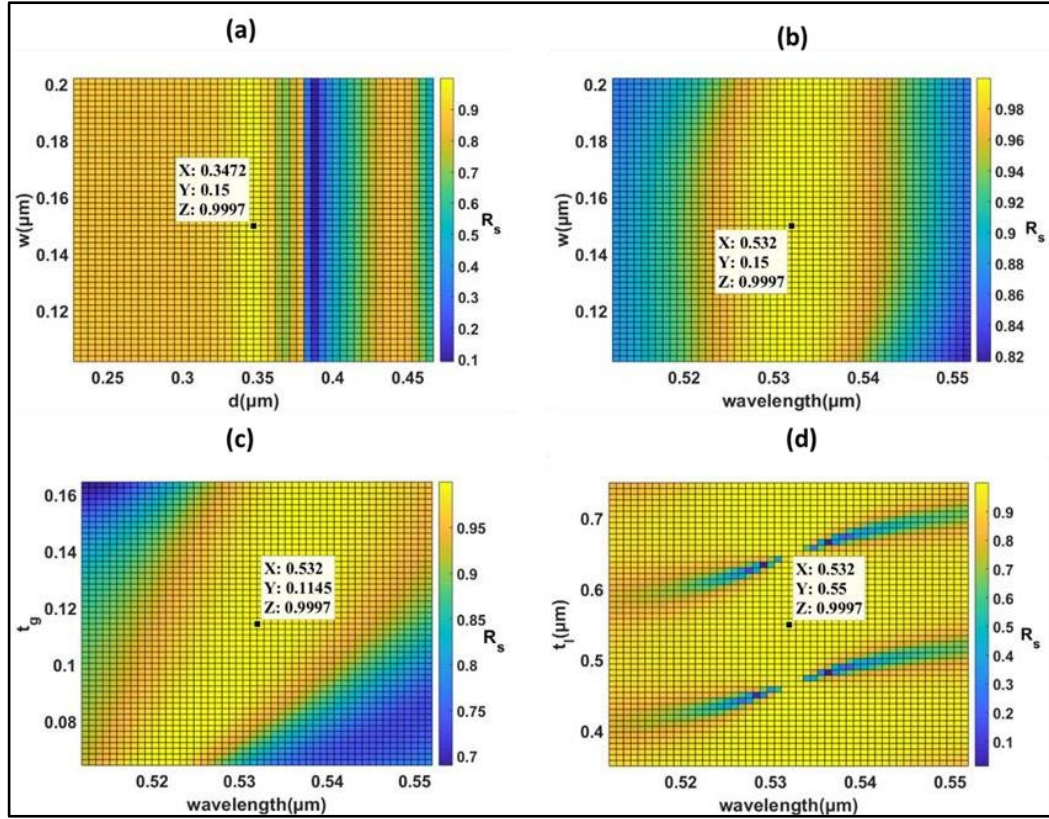 (a)
0.2
0.18
0.16
0.14
0.12
w(µm)
X: 0.3472
Y: 0.15
Z: 0.9997
0.25
0.3
0.35
0.4
0.45
d(µm)
0.9
0.8
0.7
0.6
0.5
0.4
0.3
0.2
0.1
Rs
(b)
0.2
0.18
0.16
0.14
0.12
w(µm)
X: 0.532
Y: 0.15
Z: 0.9997
0.52
0.53
0.54
0.55
wavelength(µm)
0.98
0.96
0.94
0.92
0.9
0.88
0.86
0.84
0.82
Rs
(c)
0.16
0.14
0.12
0.1
0.08
tg
X: 0.532
Y: 0.1145
Z: 0.9997
0.52
0.53
0.54
0.55
wavelength(µm)
0.95
0.9
0.85
0.8
0.75
0.7
Rs
(d)
0.7
0.6
0.5
0.4
tl(µm)
X: 0.532
Y: 0.55
Z: 0.9997
0.52
0.53
0.54
0.55
wavelength(µm)
0.9
0.8
0.7
0.6
0.5
0.4
0.3
0.2
0.1
Rs